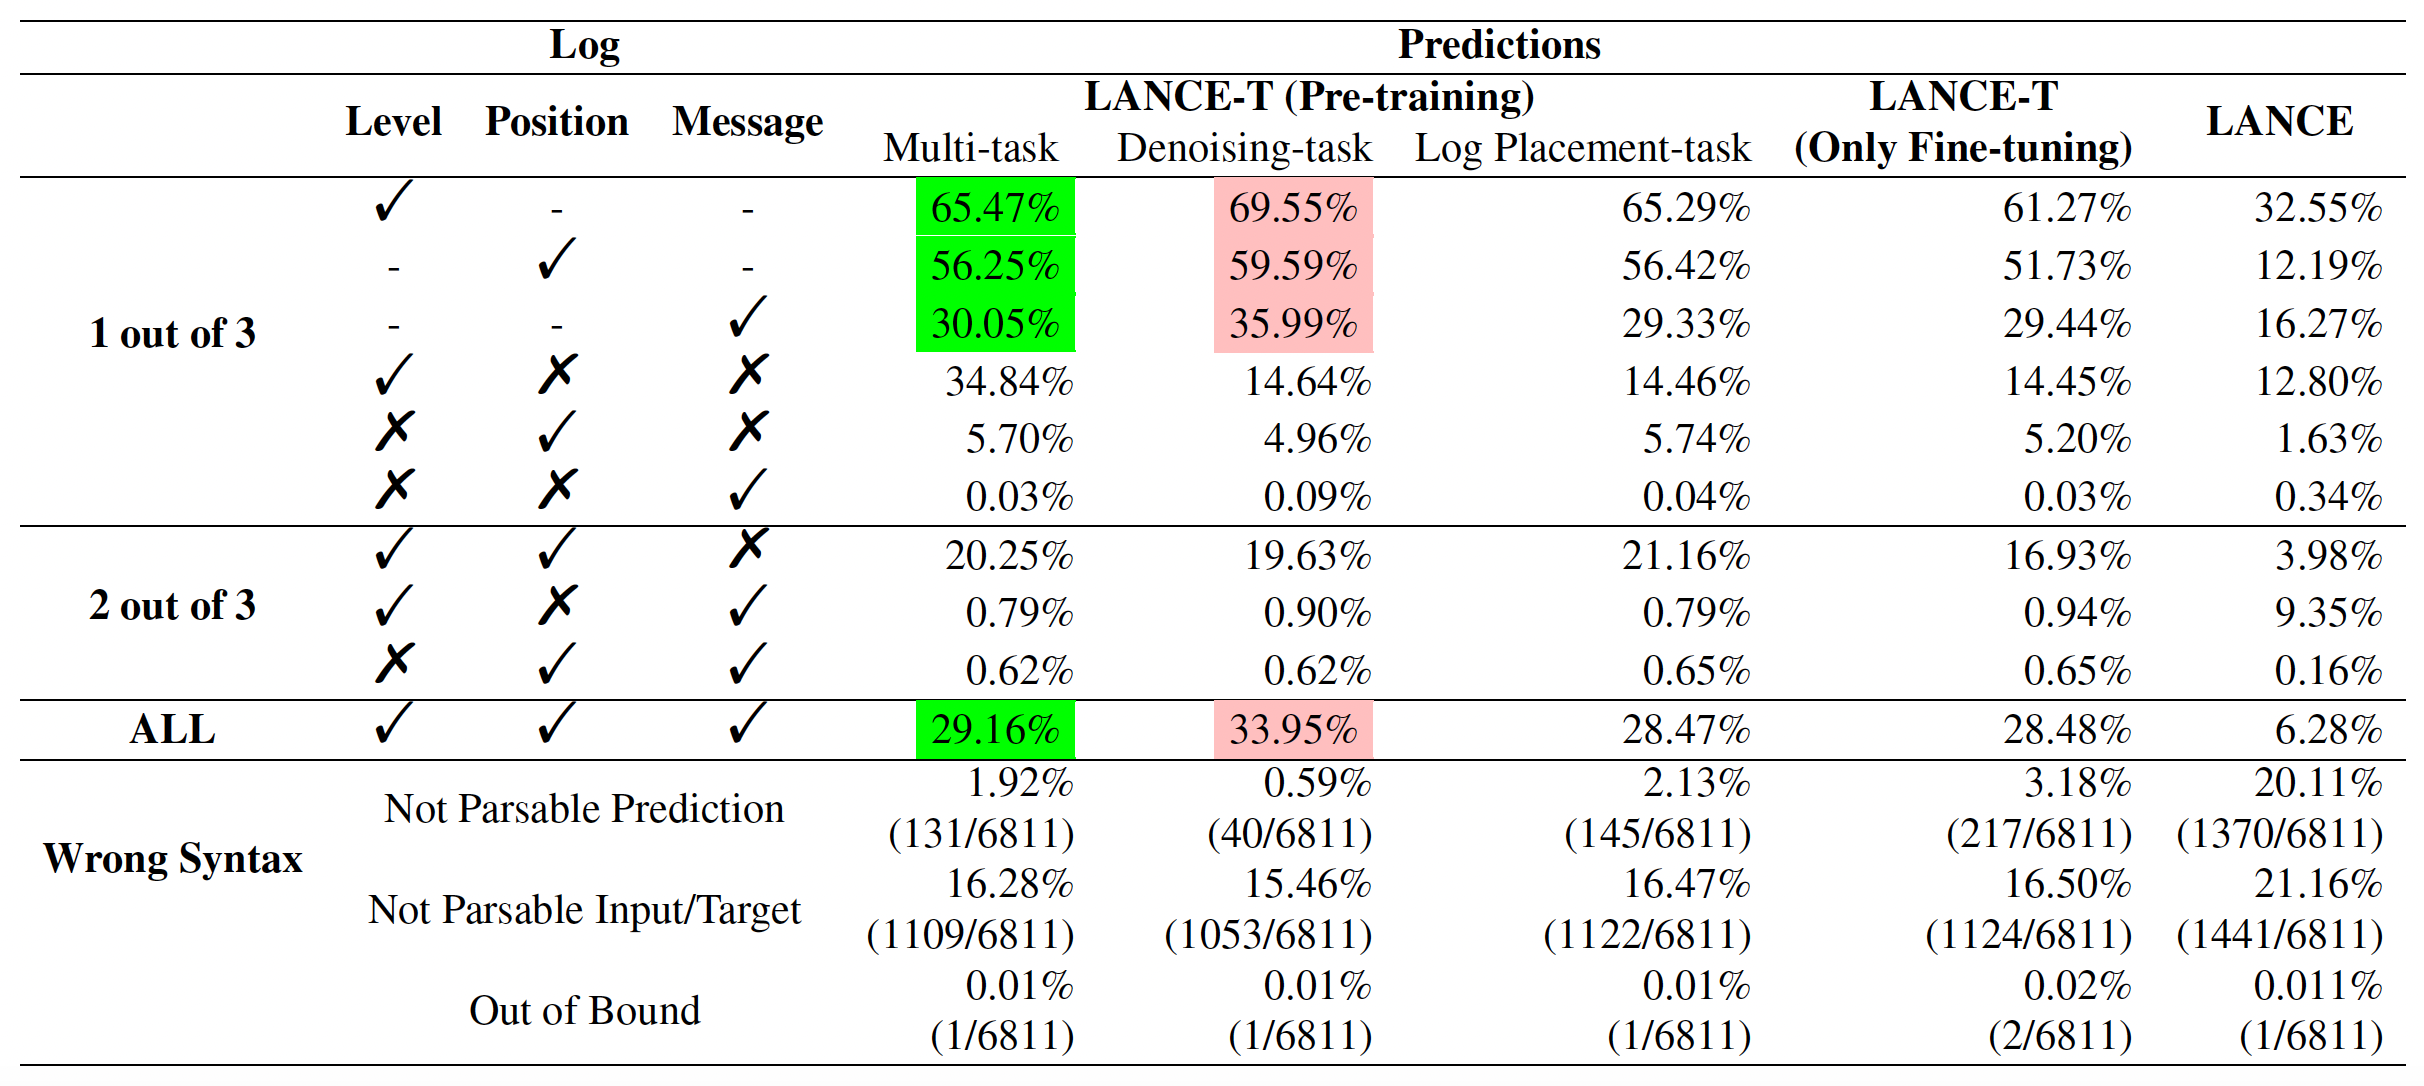 Log Predictions
Level Position Message LANCE-T (Pre-training) LANCE-T (Only Fine-tuning) LANCE
Multi-task Denoising-task Log Placement-task
1 out of 3
✓ - - 65.47% 69.55% 65.29% 61.27% 32.55%
- ✓ - 56.25% 59.59% 56.42% 51.73% 12.19%
- - ✓ 30.05% 35.99% 29.33% 29.44% 16.27%
✓ ✗ ✗ 34.84% 14.64% 14.46% 14.45% 12.80%
✗ ✓ ✗ 5.70% 4.96% 5.74% 5.20% 1.63%
✗ ✗ ✓ 0.03% 0.09% 0.04% 0.03% 0.34%
2 out of 3
✓ ✓ ✗ 20.25% 19.63% 21.16% 16.93% 3.98%
✓ ✗ ✓ 0.79% 0.90% 0.79% 0.94% 9.35%
✗ ✓ ✓ 0.62% 0.62% 0.65% 0.65% 0.16%
ALL ✓ ✓ ✓ 29.16% 33.95% 28.47% 28.48% 6.28%
Wrong Syntax
Not Parsable Prediction 1.92% 0.59% 2.13% 3.18% 20.11%
(131/6811) (40/6811) (145/6811) (217/6811) (1370/6811)
Not Parsable Input/Target 16.28% 15.46% 16.47% 16.50% 21.16%
(1109/6811) (1053/6811) (1122/6811) (1124/6811) (1441/6811)
Out of Bound 0.01% 0.01% 0.01% 0.02% 0.011%
(1/6811) (1/6811) (1/6811) (2/6811) (1/6811)